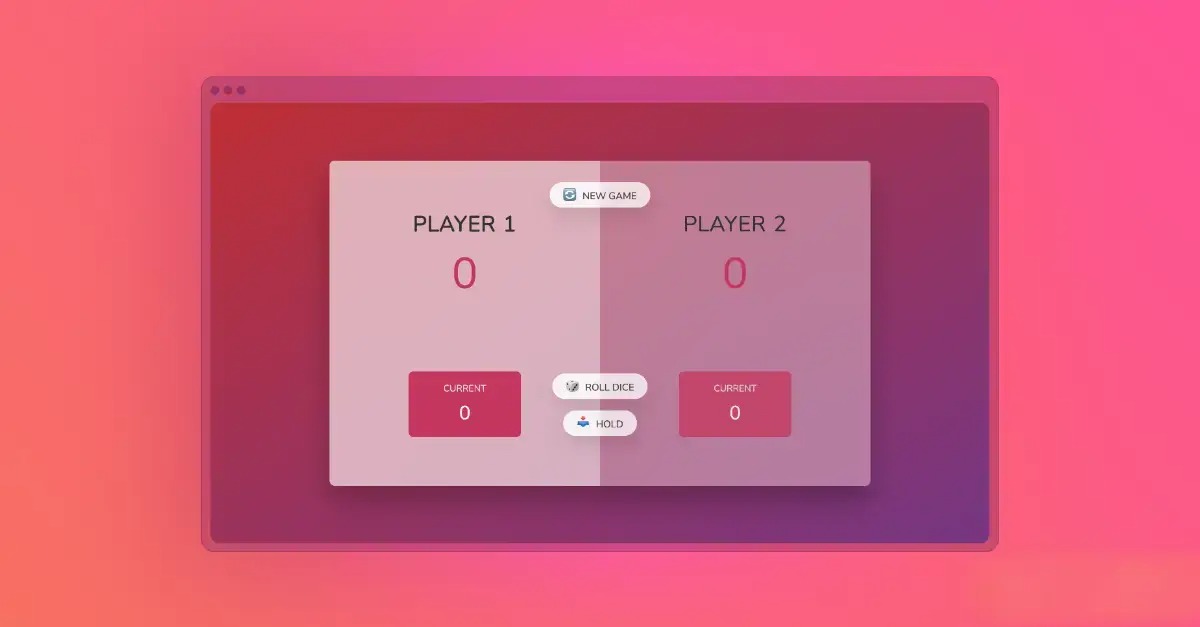 NEW GAME
PLAYER 1
0
CURRENT
0
PLAYER 2
0
CURRENT
0
ROLL DICE
HOLD